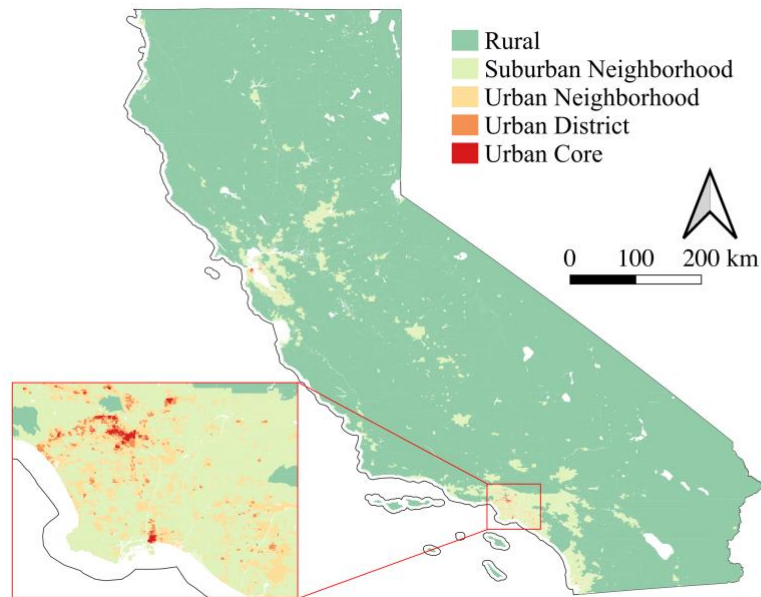 Rural
Suburban Neighborhood
Urban Neighborhood
Urban District
Urban Core
0 100 200 km